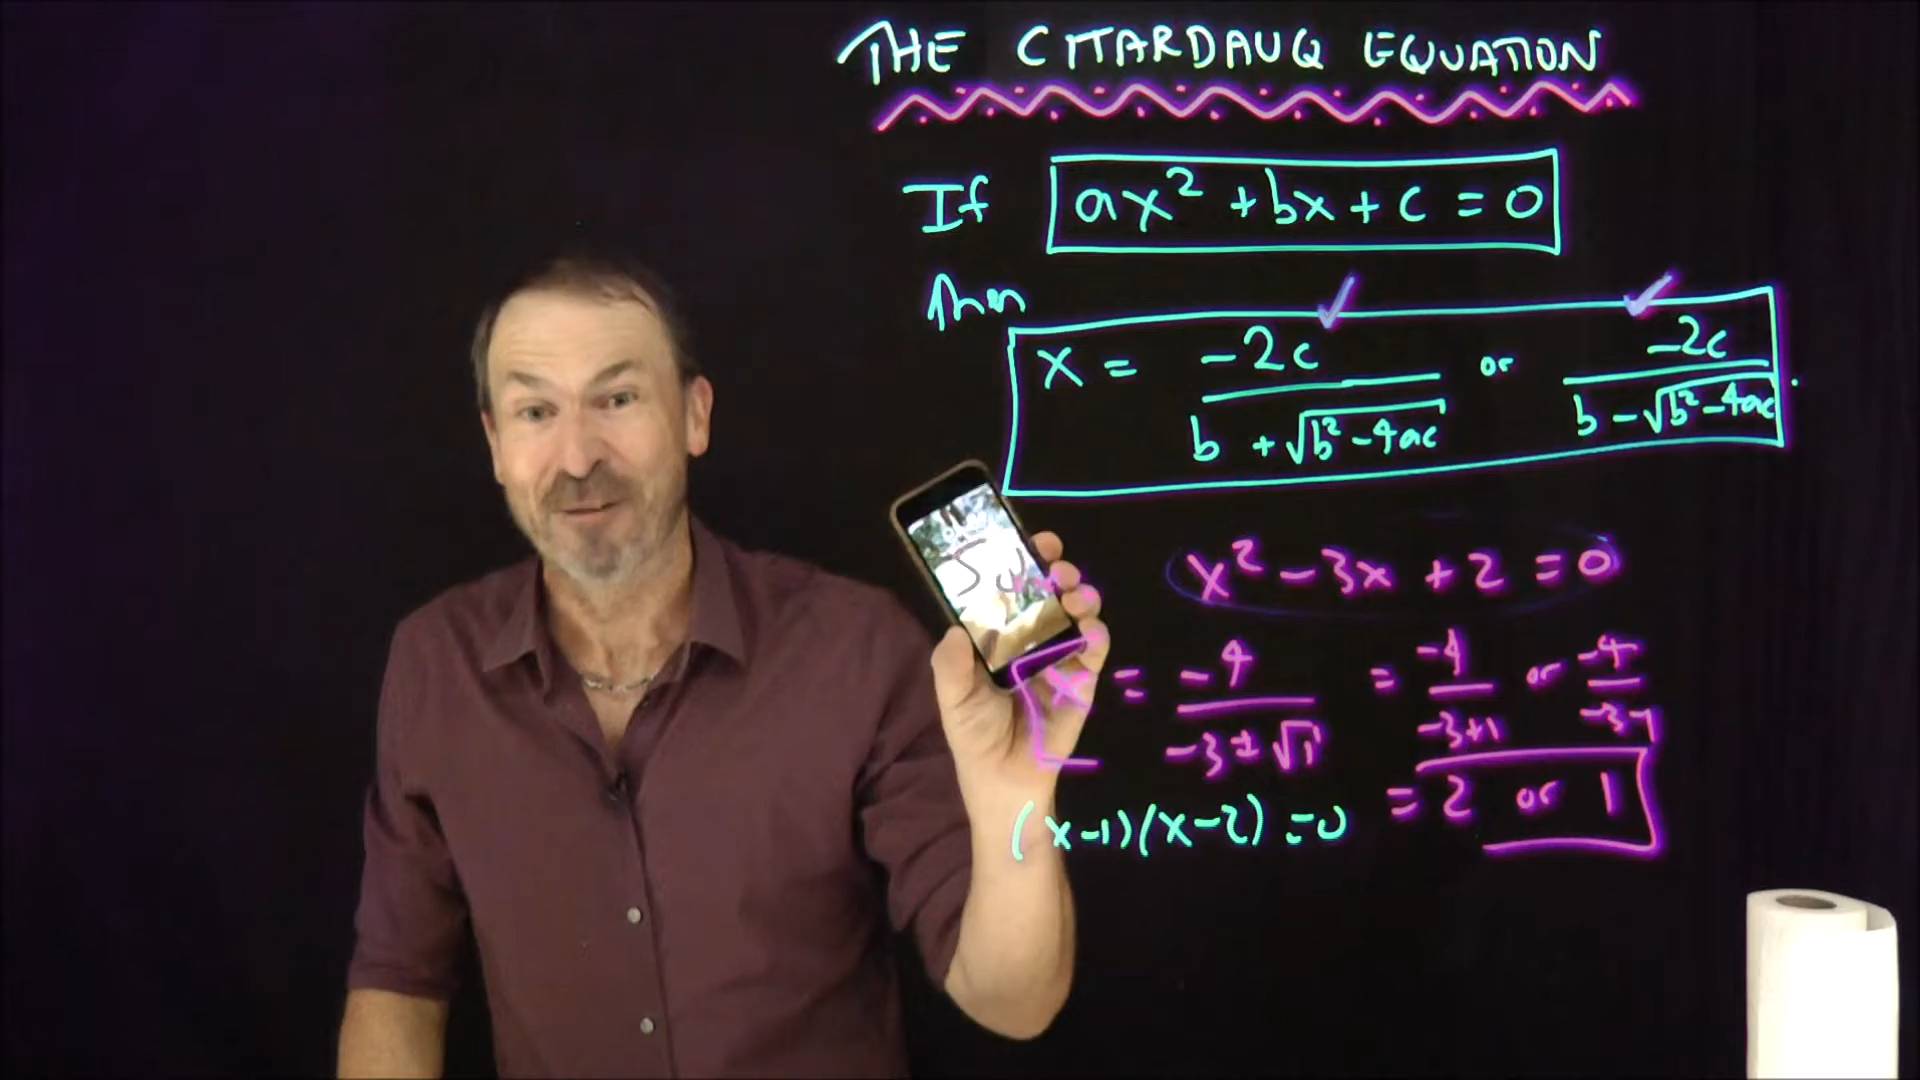 THE CITARDAUQ EQUATION
If ax² + bx + c = 0
Then
x = -2c / b + √b² - 4ac or -2c / b - √b² - 4ac .
x² - 3x + 2 = 0
x = -4 / -3 ± √1 = -4 / -3+1 or -4 / -3-1
= 2 or 1
(x-1)(x-2) = 0